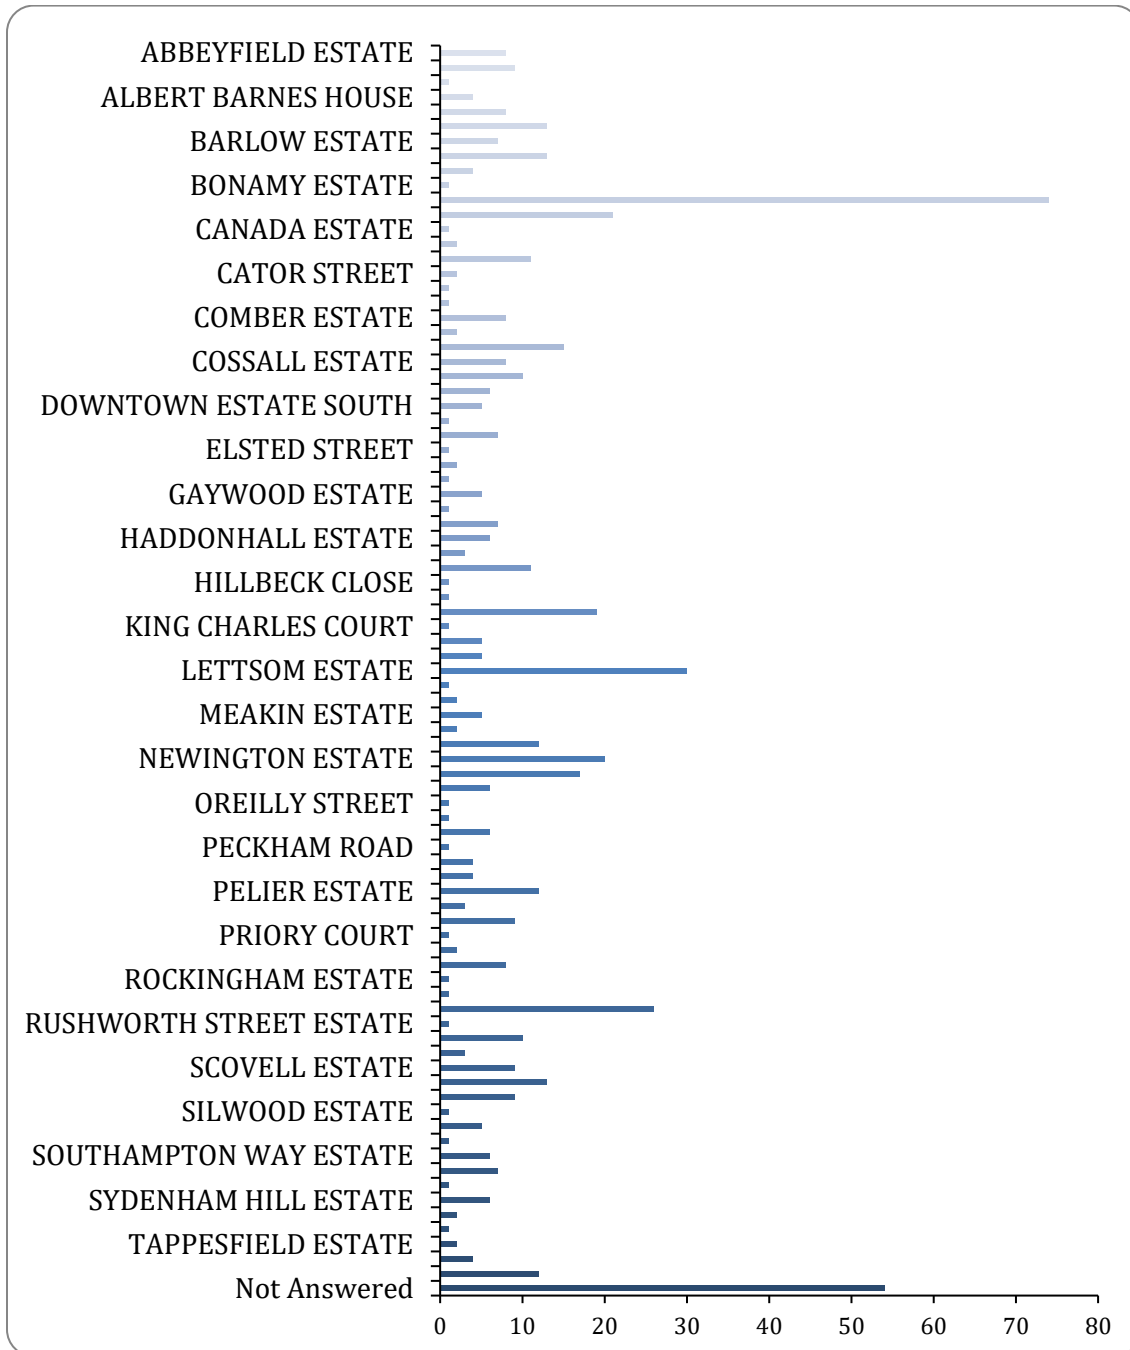 ABBEYFIELD ESTATE
ALBERT BARNES HOUSE
BARLOW ESTATE
BONAMY ESTATE
CANADA ESTATE
CATOR STREET
COMBER ESTATE
COSSALL ESTATE
DOWNTOWN ESTATE SOUTH
ELSTED STREET
GAYWOOD ESTATE
HADDONHALL ESTATE
HILLBECK CLOSE
KING CHARLES COURT
LETTSOM ESTATE
MEAKIN ESTATE
NEWINGTON ESTATE
OREILLY STREET
PECKHAM ROAD
PELIER ESTATE
PRIORY COURT
ROCKINGHAM ESTATE
RUSHWORTH STREET ESTATE
SCOVELL ESTATE
SILWOOD ESTATE
SOUTHAMPTON WAY ESTATE
SYDENHAM HILL ESTATE
TAPPESFIELD ESTATE
Not Answered
0 10 20 30 40 50 60 70 80